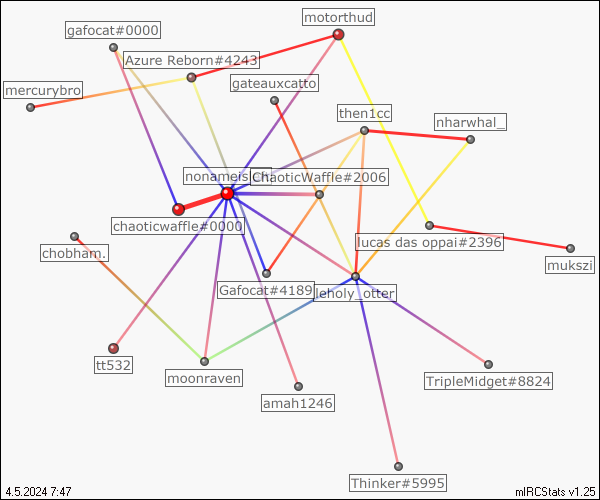 motorthud
gafocat#0000
Azure Reborn#4243
mercurybro
gateauxcatto
then1cc
nharwhal_
nonameis
ChaoticWaffle#2006
chaoticwaffle#0000
lucas das oppai#2396
chobham.
mukszi
Gafocat#4189
leholy_otter
tt532
moonraven
TripleMidget#8824
amah1246
Thinker#5995
4.5.2024 7:47
mIRCStats v1.25